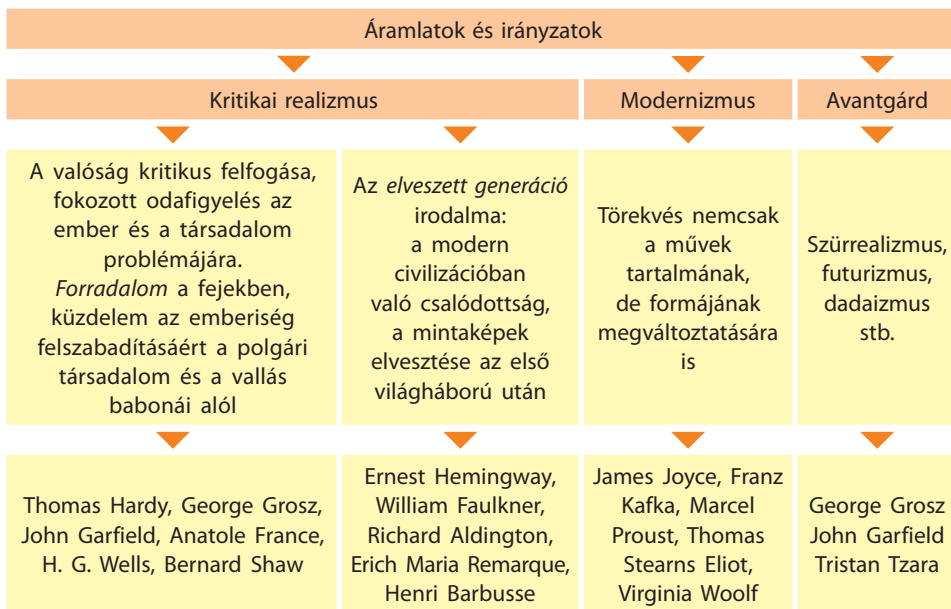 Áramlatok és irányzatok
Kritikai realizmus
Modernizmus
Avantgárd
A valóság kritikus felfogása,
fokozott odafigyelés az
ember és a társadalom
problémájára.
Forradalom a fejekben,
küzdelem az emberiség
felszabadításáért a polgári
társadalom és a vallás
babonái alól
Az elveszett generáció
irodalma:
a modern
civilizációban
való csalódottság,
a mintaképek
elvesztése az első
világháború után
Törekvés nemcsak
a művek
tartalmának,
de formájának
megváltoztatására
is
Szürrealizmus,
futurizmus,
dadaizmus
stb.
Thomas Hardy, George Grosz,
John Garfield, Anatole France,
H. G. Wells, Bernard Shaw
Ernest Hemingway,
William Faulkner,
Richard Aldington,
Erich Maria Remarque,
Henri Barbusse
James Joyce, Franz
Kafka, Marcel
Proust, Thomas
Stearns Eliot,
Virginia Woolf
George Grosz
John Garfield
Tristan Tzara